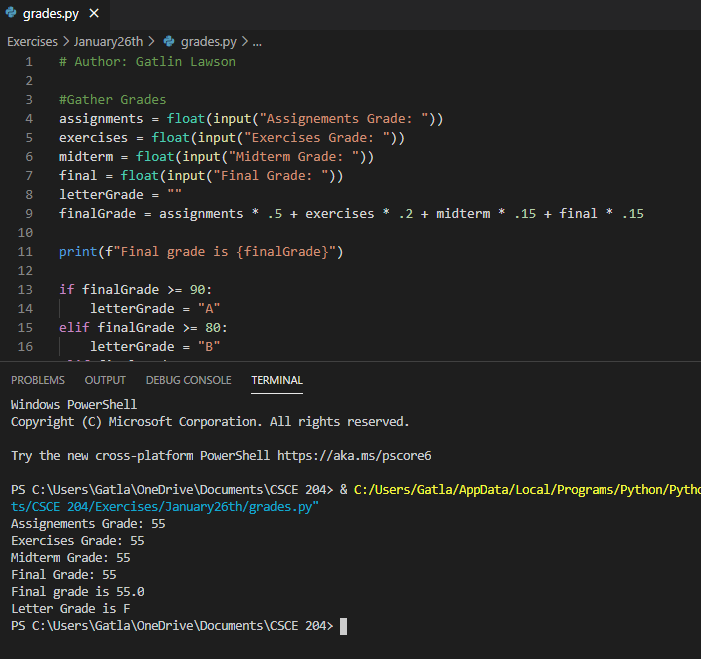 grades.py ×
Exercises > January26th > grades.py > ...
1 # Author: Gatlin Lawson
2
3 #Gather Grades
4 assignments = float(input("Assignements Grade: "))
5 exercises = float(input("Exercises Grade: "))
6 midterm = float(input("Midterm Grade: "))
7 final = float(input("Final Grade: "))
8 letterGrade = ""
9 finalGrade = assignments * .5 + exercises * .2 + midterm * .15 + final * .15
10
11 print(f"Final grade is {finalGrade}")
12
13 if finalGrade >= 90:
14     letterGrade = "A"
15 elif finalGrade >= 80:
16     letterGrade = "B"
PROBLEMS OUTPUT DEBUG CONSOLE TERMINAL
Windows PowerShell
Copyright (C) Microsoft Corporation. All rights reserved.
Try the new cross-platform PowerShell https://aka.ms/pscore6
PS C:\Users\Gatla\OneDrive\Documents\CSCE 204> & C:/Users/Gatla/AppData/Local/Programs/Python/Pytho
ts/CSCE 204/Exercises/January26th/grades.py"
Assignements Grade: 55
Exercises Grade: 55
Midterm Grade: 55
Final Grade: 55
Final grade is 55.0
Letter Grade is F
PS C:\Users\Gatla\OneDrive\Documents\CSCE 204>